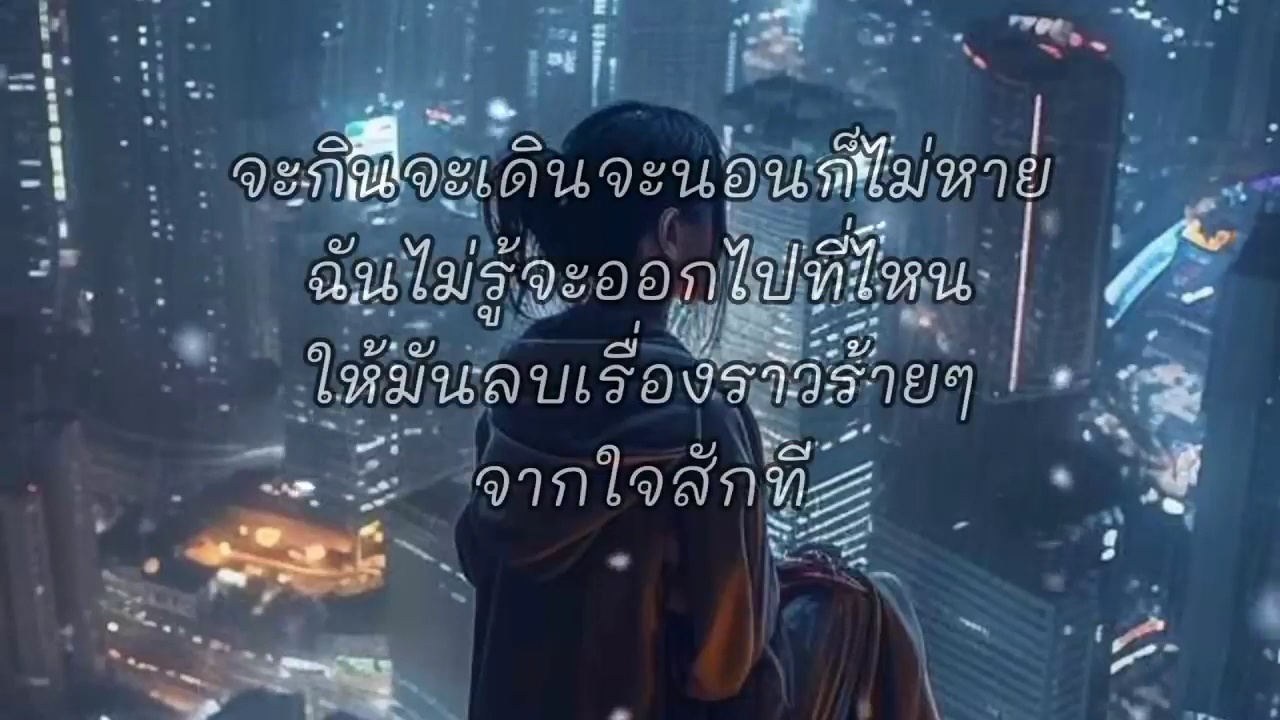 จะกินจะเดินจะนอนก็ไม่หาย
ฉันไม่รู้จะออกไปที่ไหน
ให้มันลบเรื่องราวร้ายๆ
จากใจสักที